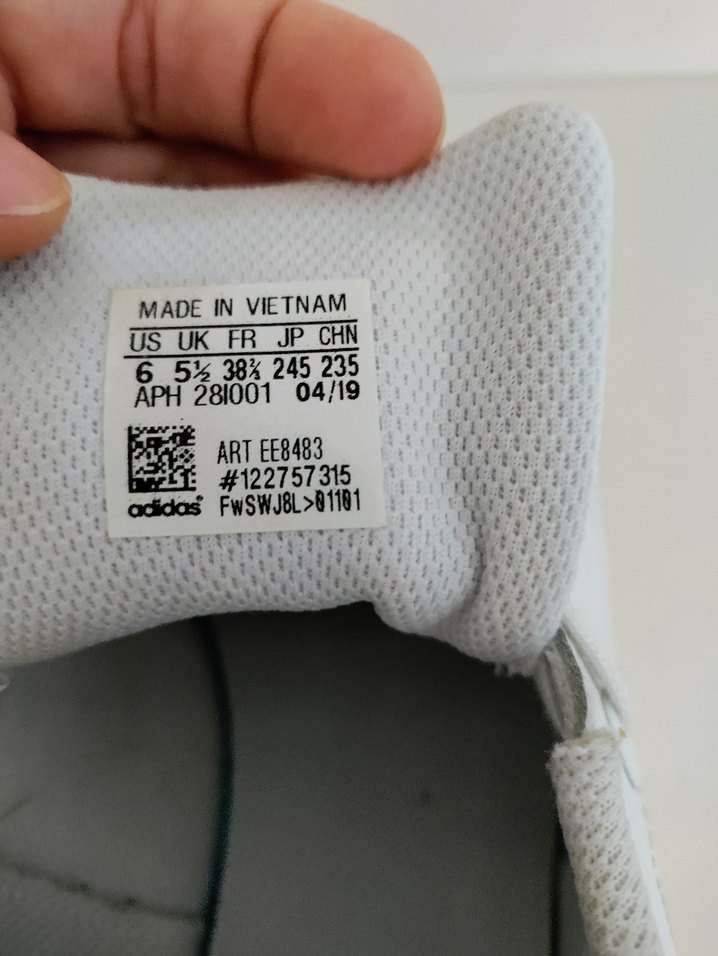 MADE IN VIETNAM
US UK FR JP CHN
6 5½ 38⅔ 245 235
APH 28I001 04/19
ART EE8483
#122757315
adidas® FwSWJ8L>01101